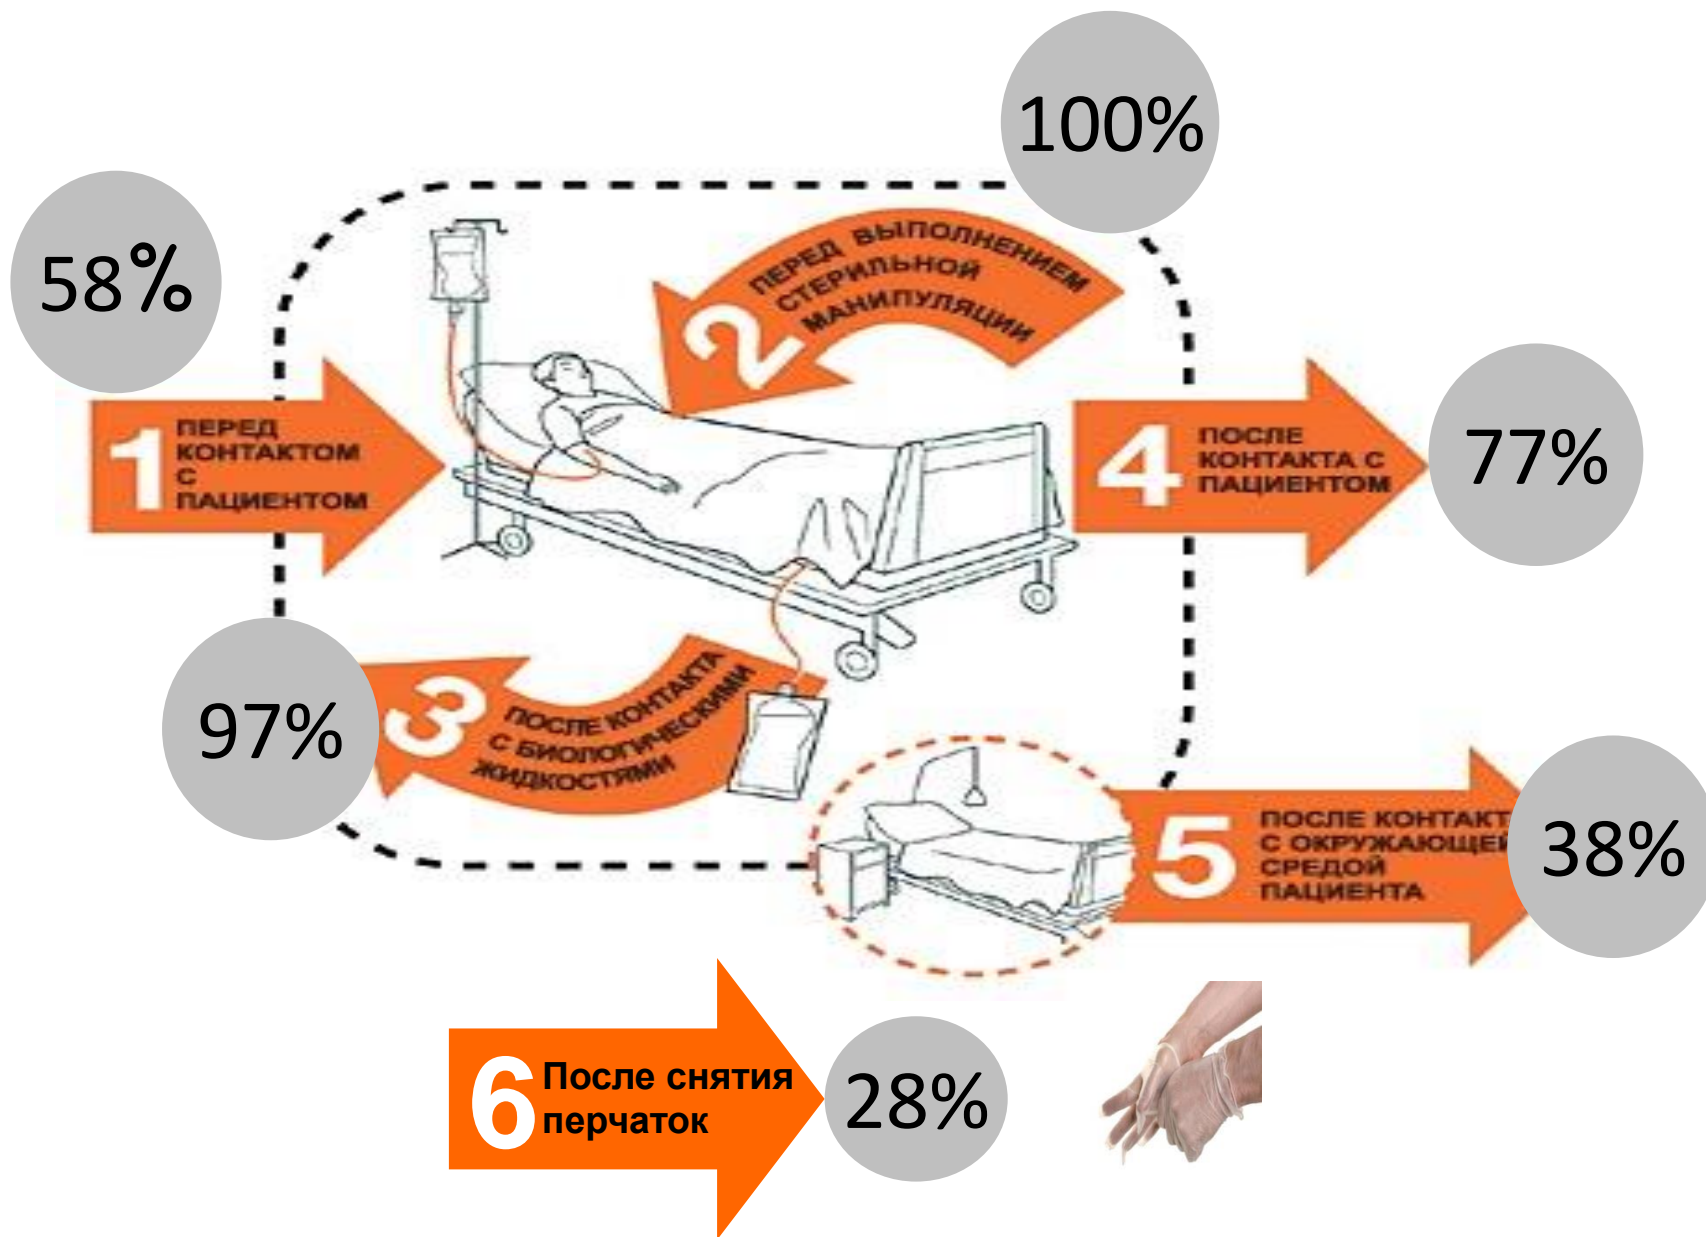 100%
58%
2 ПЕРЕД ВЫПОЛНЕНИЕМ
СТЕРИЛЬНОЙ
МАНИПУЛЯЦИИ
1 ПЕРЕД
КОНТАКТОМ
С
ПАЦИЕНТОМ
4 ПОСЛЕ
КОНТАКТА С
ПАЦИЕНТОМ
77%
97%
3 ПОСЛЕ КОНТАКТА
С БИОЛОГИЧЕСКИМИ
ЖИДКОСТЯМИ
5 ПОСЛЕ КОНТАКТ
С ОКРУЖАЮЩЕЙ
СРЕДОЙ
ПАЦИЕНТА
38%
6 После снятия
перчаток
28%